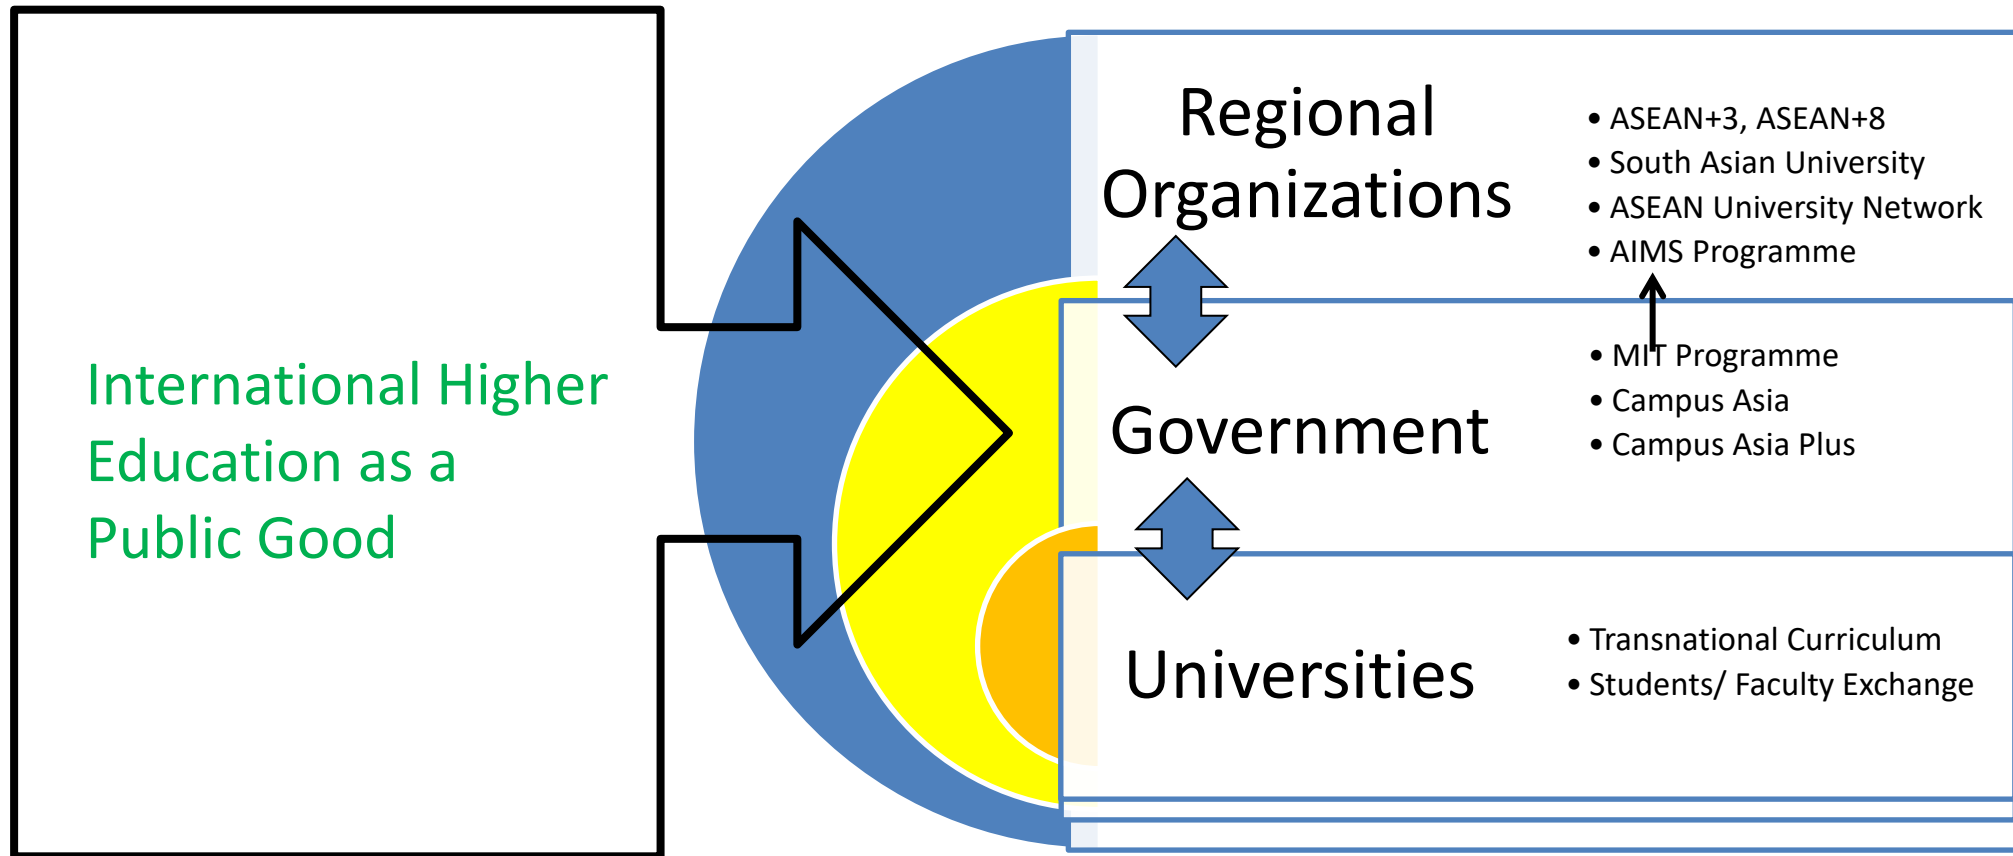 International Higher
Education as a
Public Good
Regional
Organizations
• ASEAN+3, ASEAN+8
• South Asian University
• ASEAN University Network
• AIMS Programme
Government
• MIT Programme
• Campus Asia
• Campus Asia Plus
Universities
• Transnational Curriculum
• Students/ Faculty Exchange